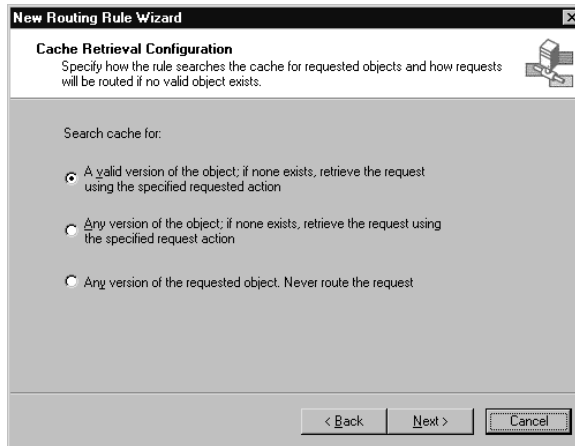 New Routing Rule Wizard
Cache Retrieval Configuration
Specify how the rule searches the cache for requested objects and how requests
will be routed if no valid object exists.
Search cache for:
A valid version of the object; if none exists, retrieve the request
using the specified requested action
Any version of the object; if none exists, retrieve the request using
the specified request action
Any version of the requested object. Never route the request
< Back
Next >
Cancel